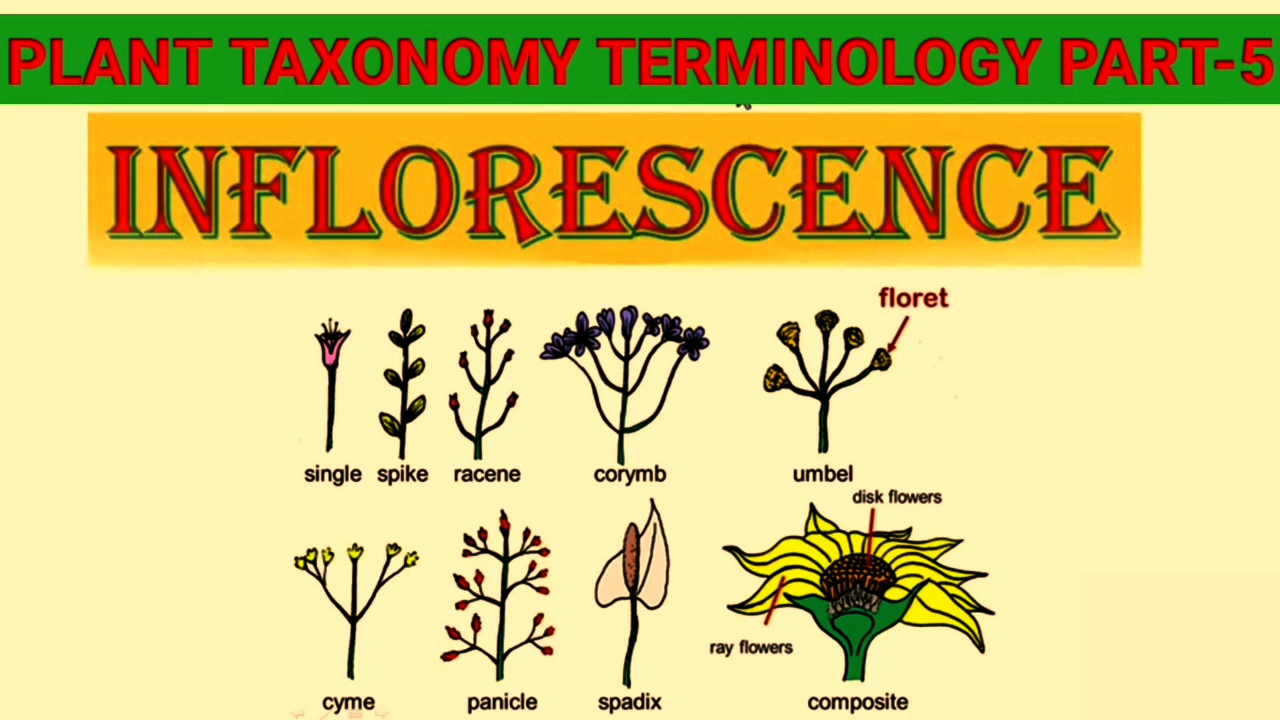 PLANT TAXONOMY TERMINOLOGY PART-5
INFLORESCENCE
floret
single spike racene corymb umbel
disk flowers
ray flowers
cyme panicle spadix composite